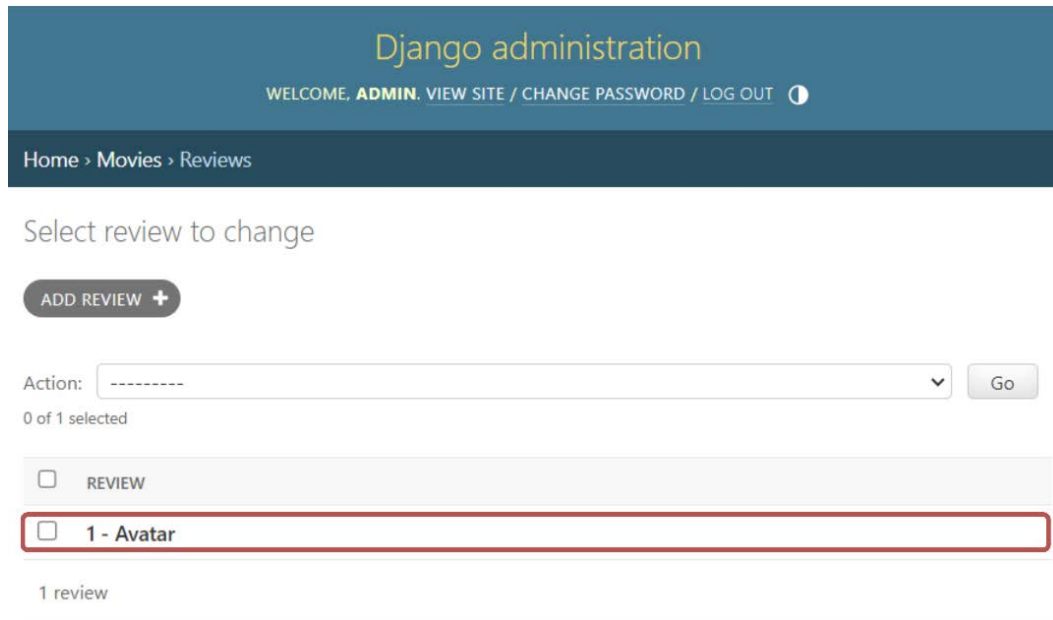 Django administration
WELCOME, ADMIN. VIEW SITE / CHANGE PASSWORD / LOG OUT
Home › Movies › Reviews
Select review to change
ADD REVIEW +
Action: --------- Go
0 of 1 selected
REVIEW
1 - Avatar
1 review